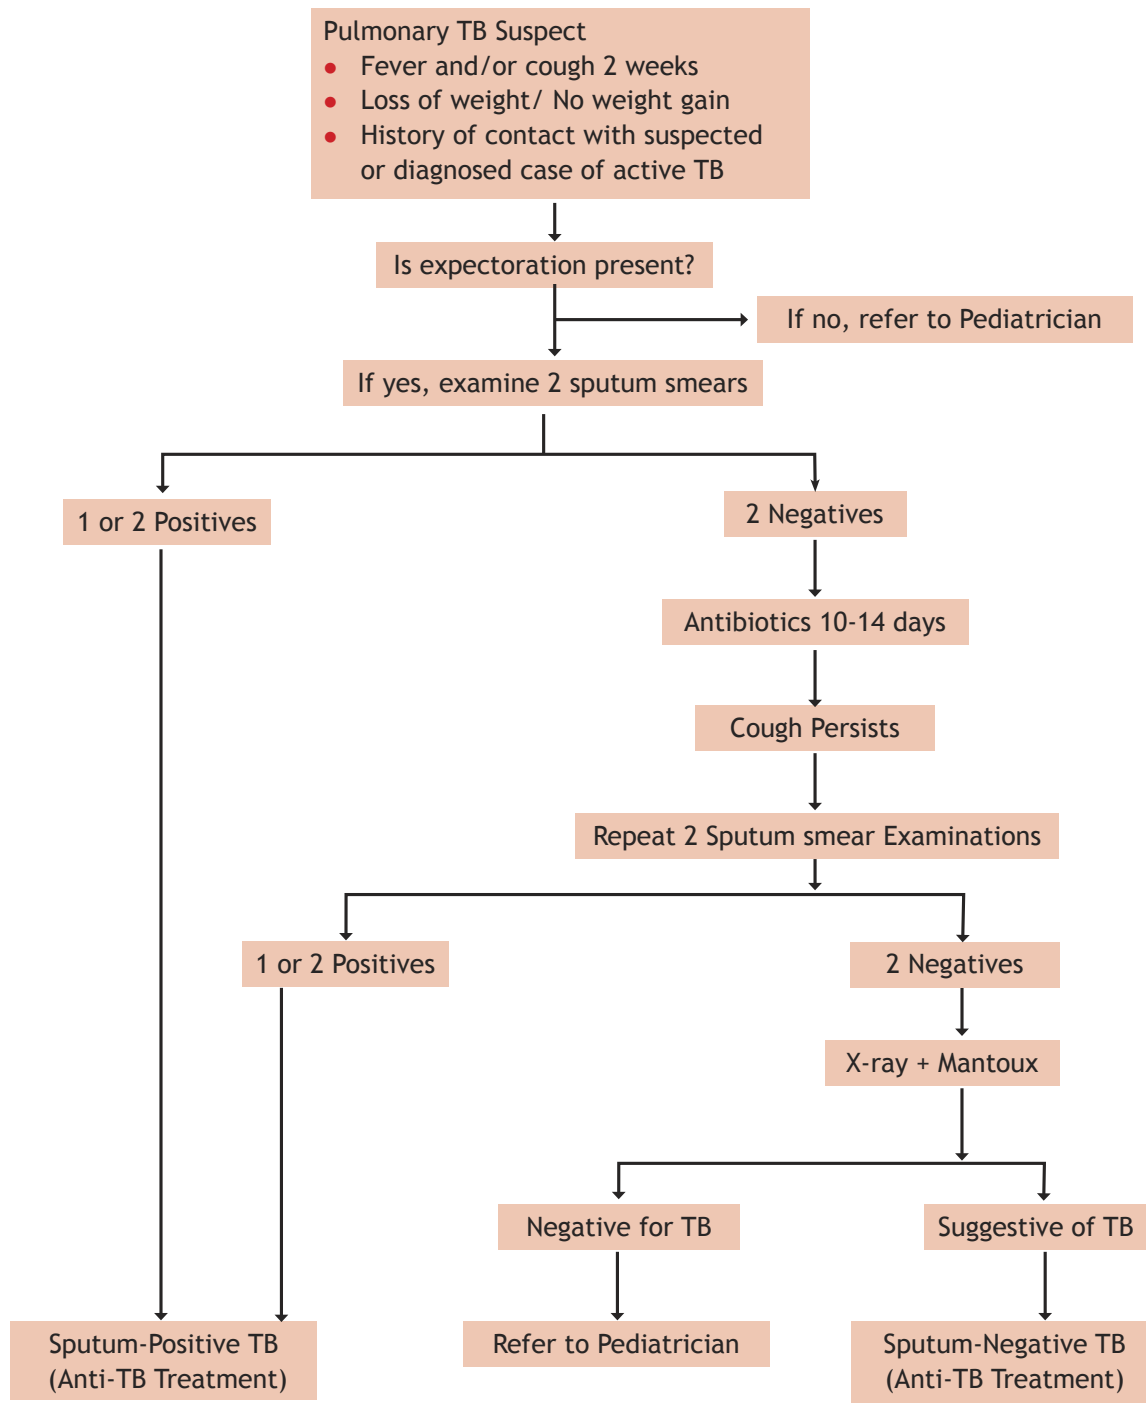 Pulmonary TB Suspect
● Fever and/or cough 2 weeks
● Loss of weight/ No weight gain
● History of contact with suspected
or diagnosed case of active TB
Is expectoration present?
If no, refer to Pediatrician
If yes, examine 2 sputum smears
1 or 2 Positives
2 Negatives
Antibiotics 10-14 days
Cough Persists
Repeat 2 Sputum smear Examinations
1 or 2 Positives
2 Negatives
X-ray + Mantoux
Negative for TB
Suggestive of TB
Sputum-Positive TB
(Anti-TB Treatment)
Refer to Pediatrician
Sputum-Negative TB
(Anti-TB Treatment)